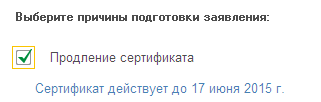 Выберите причины подготовки заявления:
Продление сертификата
Сертификат действует до 17 июня 2015 г.